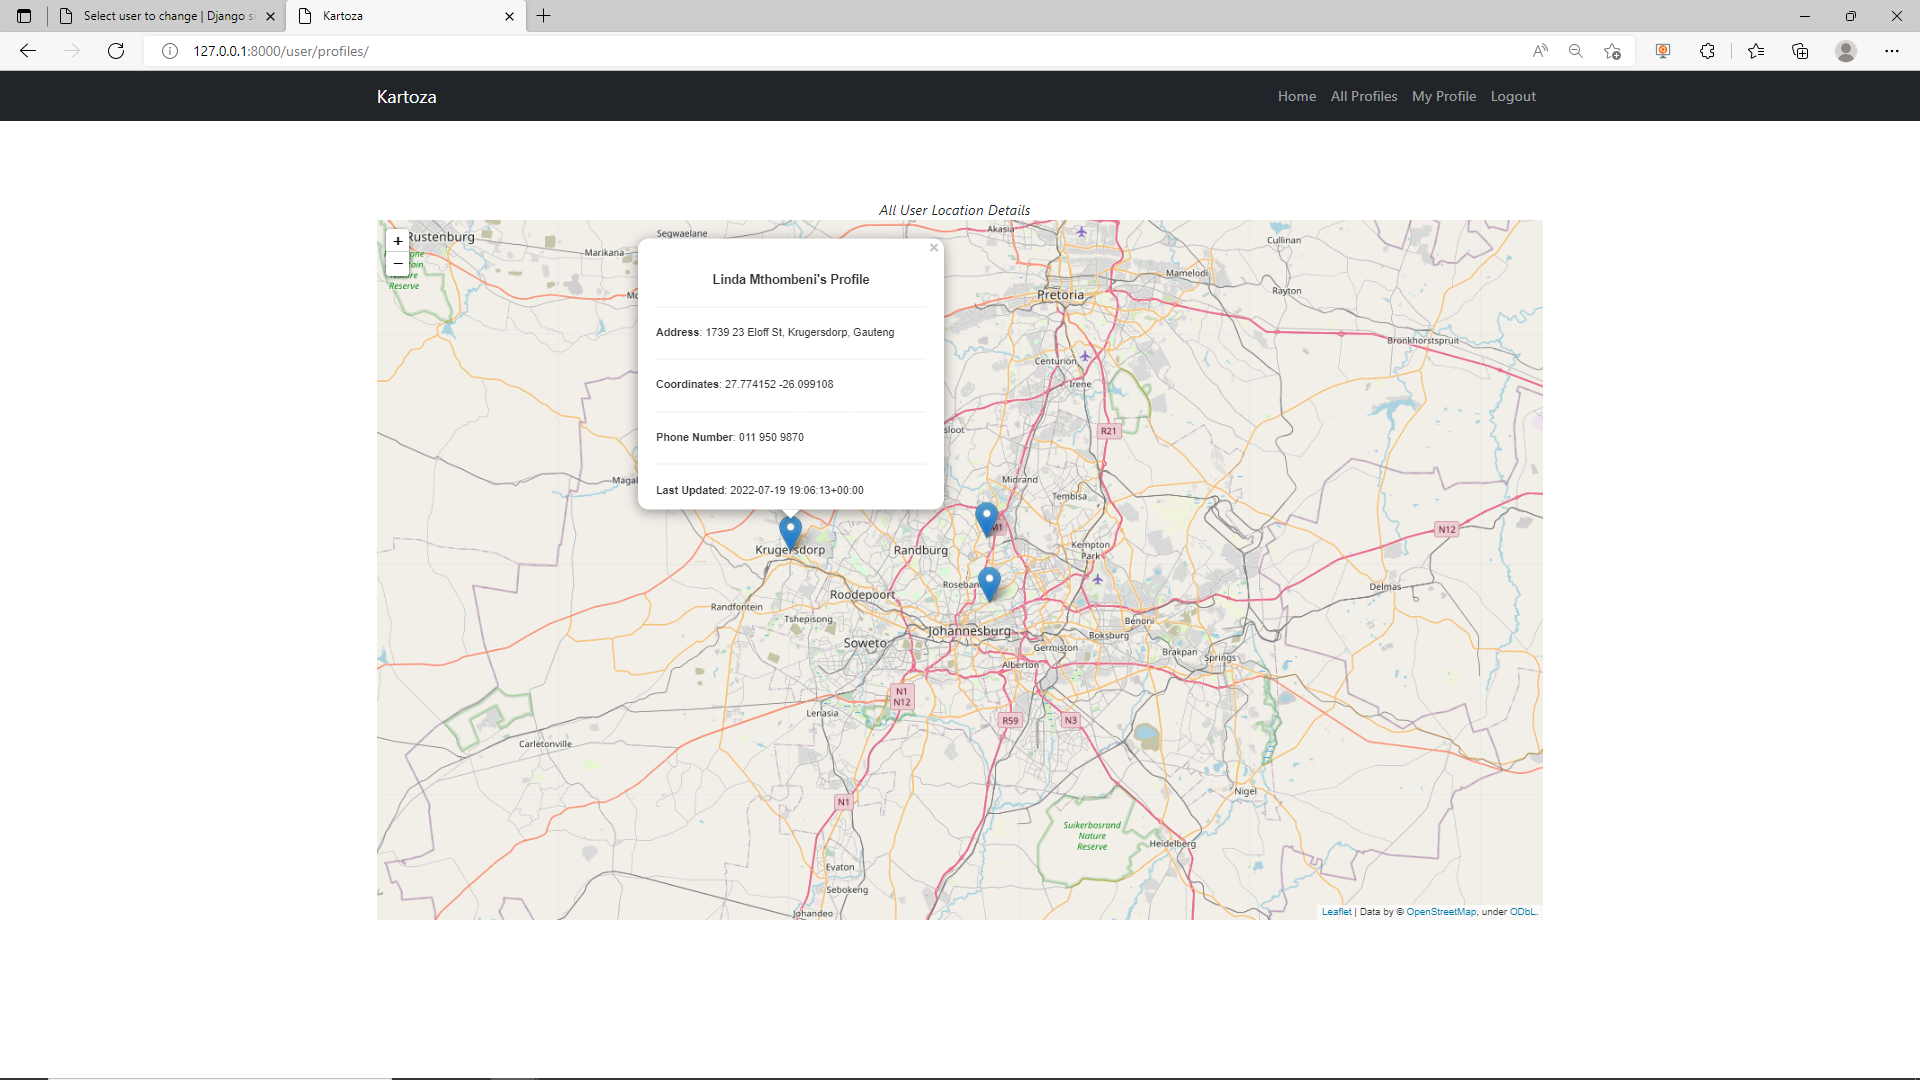 Select user to change | Django si
Kartoza
127.0.0.1:8000/user/profiles/
Kartoza
Home
All Profiles
My Profile
Logout
All User Location Details
+
−
Rustenburg
Nature
Reserve
Segwaelane
Marikana
Akasia
Cullinan
Mamelodi
Rayton
Pretoria
Bronkhorstspruit
Centurion
Irene
×
Linda Mthombeni's Profile
Address: 1739 23 Eloff St, Krugersdorp, Gauteng
Coordinates: 27.774152 -26.099108
Phone Number: 011 950 9870
Last Updated: 2022-07-19 19:06:13+00:00
sloot
R21
Magal
Midrand
Tembisa
M1
N12
Krugersdorp
Randburg
Kempton
Park
Roseban
Delmas
Roodepoort
Randfontein
Tshepisong
Benoni
Johannesburg
Boksburg
Soweto
Germiston
Brakpan
Springs
Alberton
N1
N12
Lenasia
R59
N3
Carletonville
Nigel
N1
Suikerbosrand
Nature
Reserve
Heidelberg
Evaton
Sebokeng
Johandeo
Leaflet | Data by © OpenStreetMap, under ODbL.